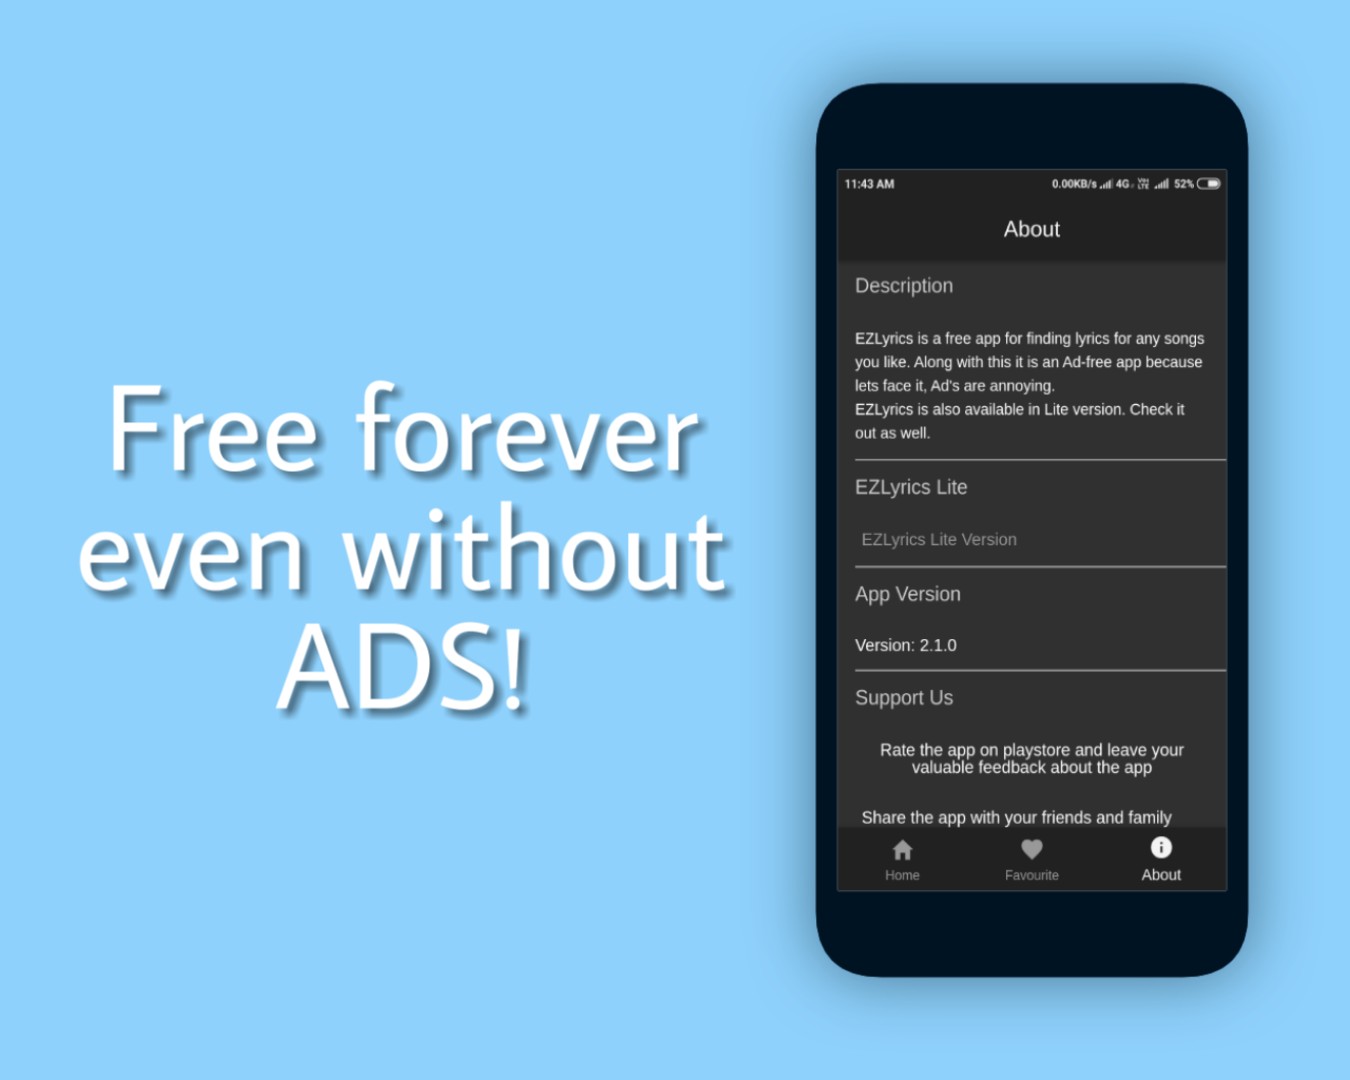 Free forever
even without
ADS!
11:43 AM 0.00KB/s 4G VoLTE 52%
About
Description
EZLyrics is a free app for finding lyrics for any songs
you like. Along with this it is an Ad-free app because
lets face it, Ad's are annoying.
EZLyrics is also available in Lite version. Check it
out as well.
EZLyrics Lite
EZLyrics Lite Version
App Version
Version: 2.1.0
Support Us
Rate the app on playstore and leave your
valuable feedback about the app
Share the app with your friends and family
Home Favourite About